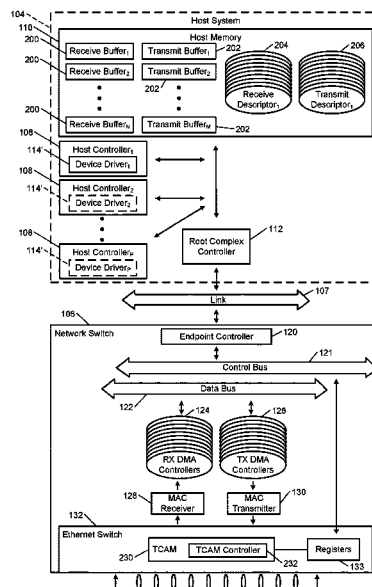 104
Host System
110
Host Memory
200
Receive Buffer1
Transmit Buffer1
202
204
206
200
Receive Buffer2
Transmit Buffer2
202
Receive Descriptor1
Transmit Descriptor1
200
Receive BufferN
Transmit BufferM
202
108
Host Controller1
114
Device Driver1
108
Host Controller2
114'
Device Driver2
108
Host ControllerP
114'
Device DriverP
Root Complex
Controller
112
107
Link
106
Network Switch
Endpoint Controller
120
121
Control Bus
Data Bus
122
124
128
RX DMA
Controllers
TX DMA
Controllers
128
MAC
Receiver
MAC
Transmitter
130
132
Ethernet Switch
230
TCAM
TCAM Controller
232
Registers
133